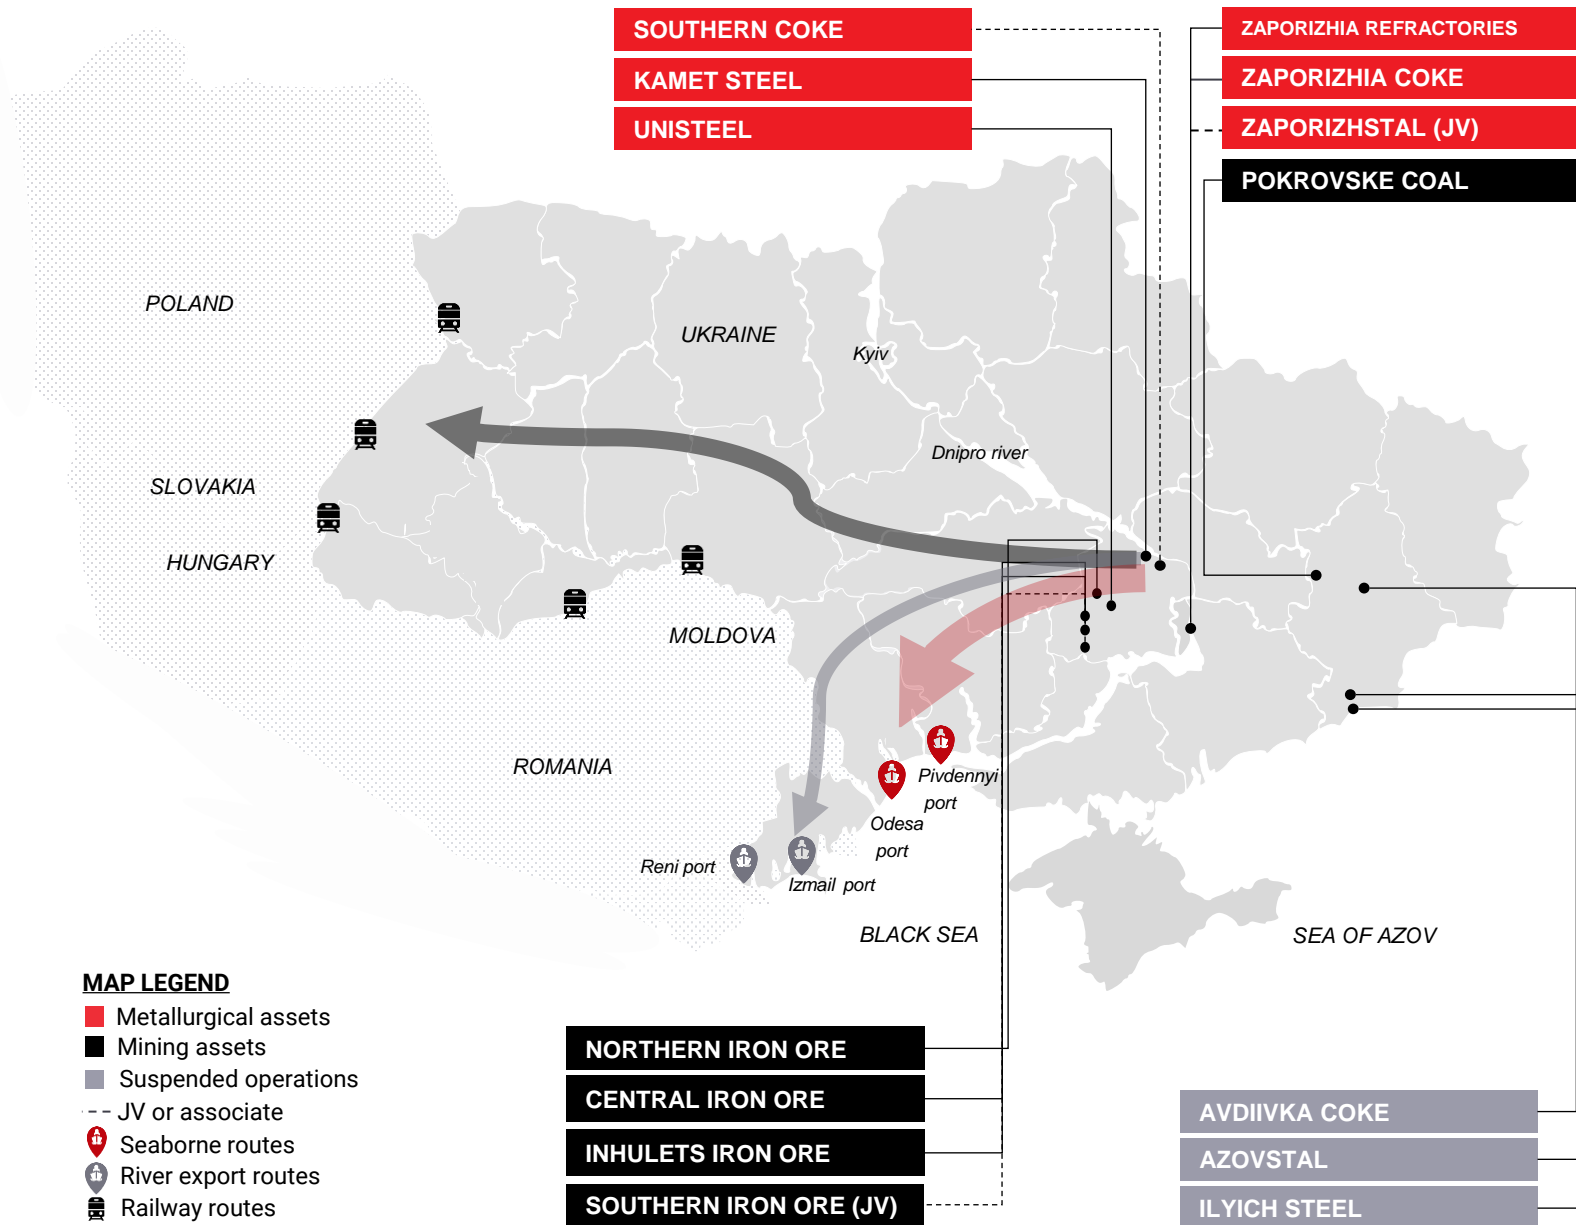 SOUTHERN COKE
KAMET STEEL
UNISTEEL
ZAPORIZHIA REFRACTORIES
ZAPORIZHIA COKE
ZAPORIZHSTAL (JV)
POKROVSKE COAL
POLAND
UKRAINE
Kyiv
Dnipro river
SLOVAKIA
HUNGARY
MOLDOVA
ROMANIA
Pivdennyi
port
Odesa
port
Reni port
Izmail port
BLACK SEA
SEA OF AZOV
MAP LEGEND
Metallurgical assets
Mining assets
Suspended operations
JV or associate
Seaborne routes
River export routes
Railway routes
NORTHERN IRON ORE
CENTRAL IRON ORE
INHULETS IRON ORE
SOUTHERN IRON ORE (JV)
AVDIIVKA COKE
AZOVSTAL
ILYICH STEEL